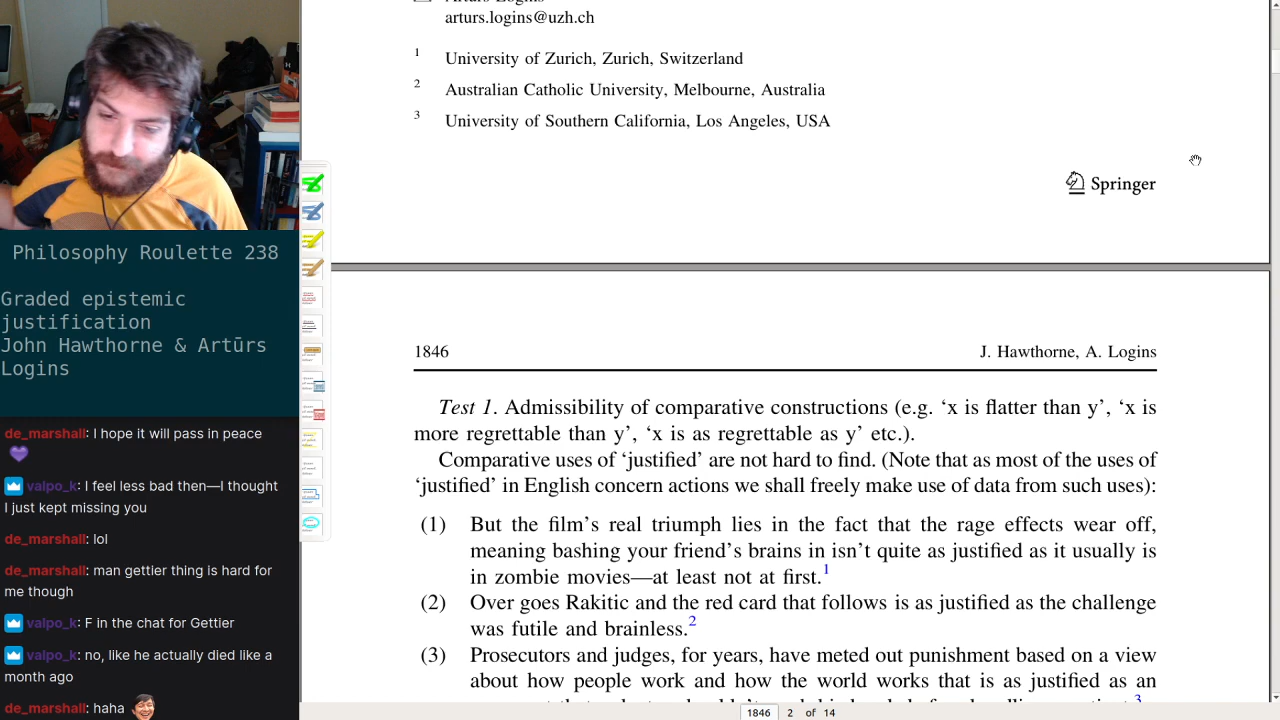 Philosophy Roulette 238
Graded epistemic
justification
John Hawthorne & Artūrs
Logins
de_marshall: I hope it will pass in peace
valpo_k: I feel less bad then—I thought
I just kept missing you
de_marshall: lol
de_marshall: man gettier thing is hard for
me though
valpo_k: F in the chat for Gettier
valpo_k: no, like he actually died like a
month ago
de_marshall: haha
arturs.logins@uzh.ch
1 University of Zurich, Zurich, Switzerland
2 Australian Catholic University, Melbourne, Australia
3 University of Southern California, Los Angeles, USA
Springer
1846 J. Hawthorne, A. Logins
Test 1. Admissibility of comparative constructions (e.g. ‘x is flatter than y’, ‘x is
more regrettable than y’, ‘x is as regrettable as y’ etc.).
Comparative uses of ‘justified’ are not hard to find. (Note that as most of the uses of
‘justified’ in English concern actions we shall freely make use of data from such uses):
(1) But the film’s real triumph lies in the fact that the rage effects wear off,
meaning bashing your friend’s brains in isn’t quite as justified as it usually is
in zombie movies—at least not at first.1
(2) Over goes Rakitic and the red card that follows is as justified as the challenge
was futile and brainless.2
(3) Prosecutors and judges, for years, have meted out punishment based on a view
about how people work and how the world works that is as justified as an
1846 2 of 14